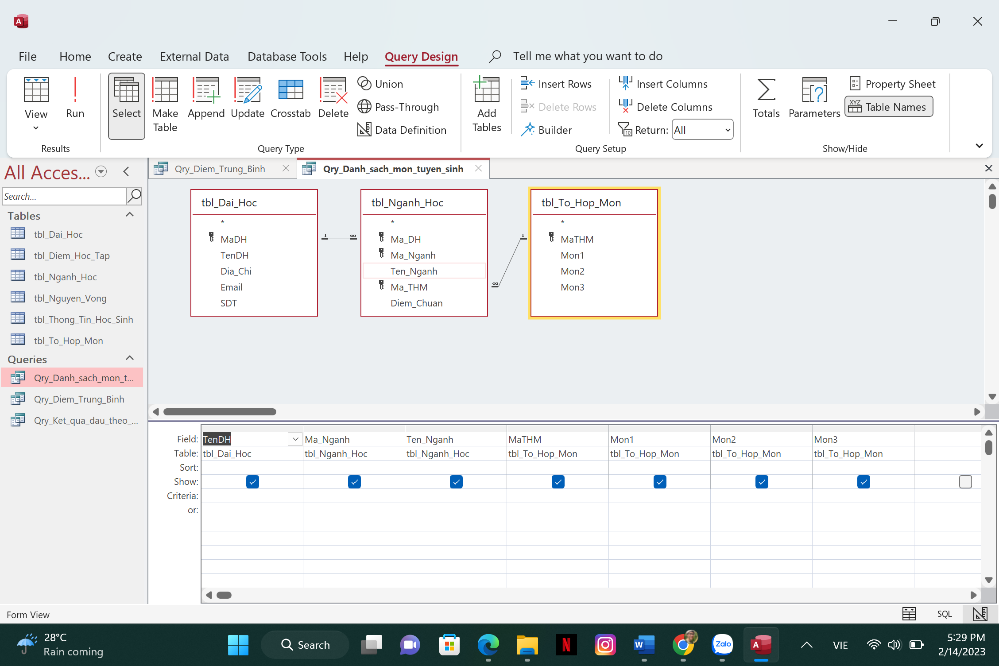 File Home Create External Data Database Tools Help Query Design Tell me what you want to do
View Run Select Make Table Append Update Crosstab Delete
Union
Pass-Through
Data Definition
Add Tables
Insert Rows
Delete Rows
Builder
Insert Columns
Delete Columns
Return: All
Totals Parameters
Property Sheet
Table Names
Results Query Type Query Setup Show/Hide
All Acces...
Search...
Tables
tbl_Dai_Hoc
tbl_Diem_Hoc_Tap
tbl_Nganh_Hoc
tbl_Nguyen_Vong
tbl_Thong_Tin_Hoc_Sinh
tbl_To_Hop_Mon
Queries
Qry_Danh_sach_mon_t...
Qry_Diem_Trung_Binh
Qry_Ket_qua_dau_theo_...
Qry_Diem_Trung_Binh Qry_Danh_sach_mon_tuyen_sinh
tbl_Dai_Hoc
*
MaDH
TenDH
Dia_Chi
Email
SDT
1 ∞
tbl_Nganh_Hoc
*
Ma_DH
Ma_Nganh
Ten_Nganh
Ma_THM
Diem_Chuan
∞ 1
tbl_To_Hop_Mon
*
MaTHM
Mon1
Mon2
Mon3
Field: TenDH Ma_Nganh Ten_Nganh MaTHM Mon1 Mon2 Mon3
Table: tbl_Dai_Hoc tbl_Nganh_Hoc tbl_Nganh_Hoc tbl_To_Hop_Mon tbl_To_Hop_Mon tbl_To_Hop_Mon tbl_To_Hop_Mon
Sort:
Show:
Criteria:
or:
Form View SQL
28°C
Rain coming
Search
Zalo
VIE
5:29 PM
2/14/2023